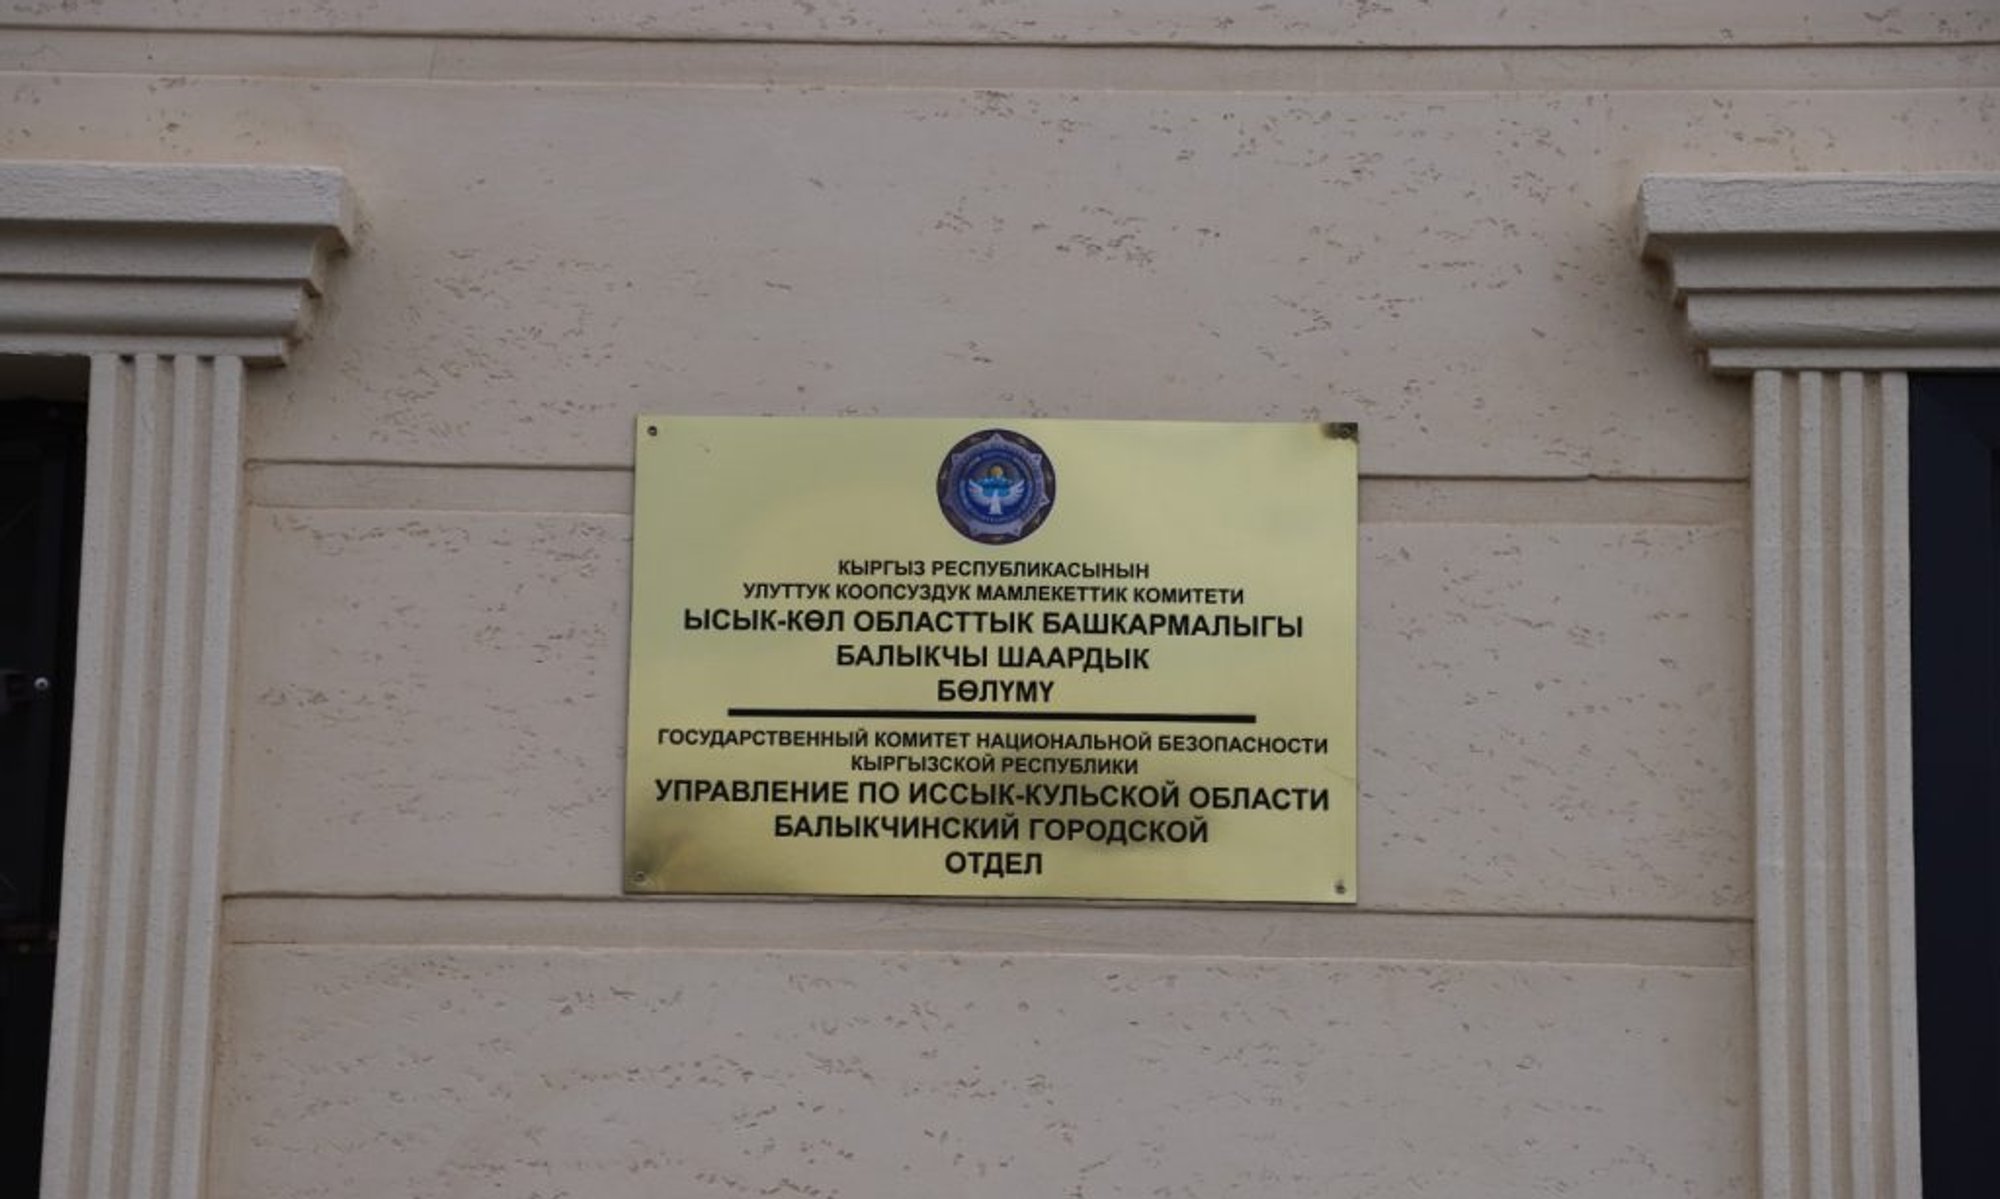 КЫРГЫЗ РЕСПУБЛИКАСЫНЫН
УЛУТТУК КООПСУЗДУК МАМЛЕКЕТТИК КОМИТЕТИ
ЫСЫК-КӨЛ ОБЛАСТТЫК БАШКАРМАЛЫГЫ
БАЛЫКЧЫ ШААРДЫК
БӨЛҮМҮ
ГОСУДАРСТВЕННЫЙ КОМИТЕТ НАЦИОНАЛЬНОЙ БЕЗОПАСНОСТИ
КЫРГЫЗСКОЙ РЕСПУБЛИКИ
УПРАВЛЕНИЕ ПО ИССЫК-КУЛЬСКОЙ ОБЛАСТИ
БАЛЫКЧИНСКИЙ ГОРОДСКОЙ
ОТДЕЛ